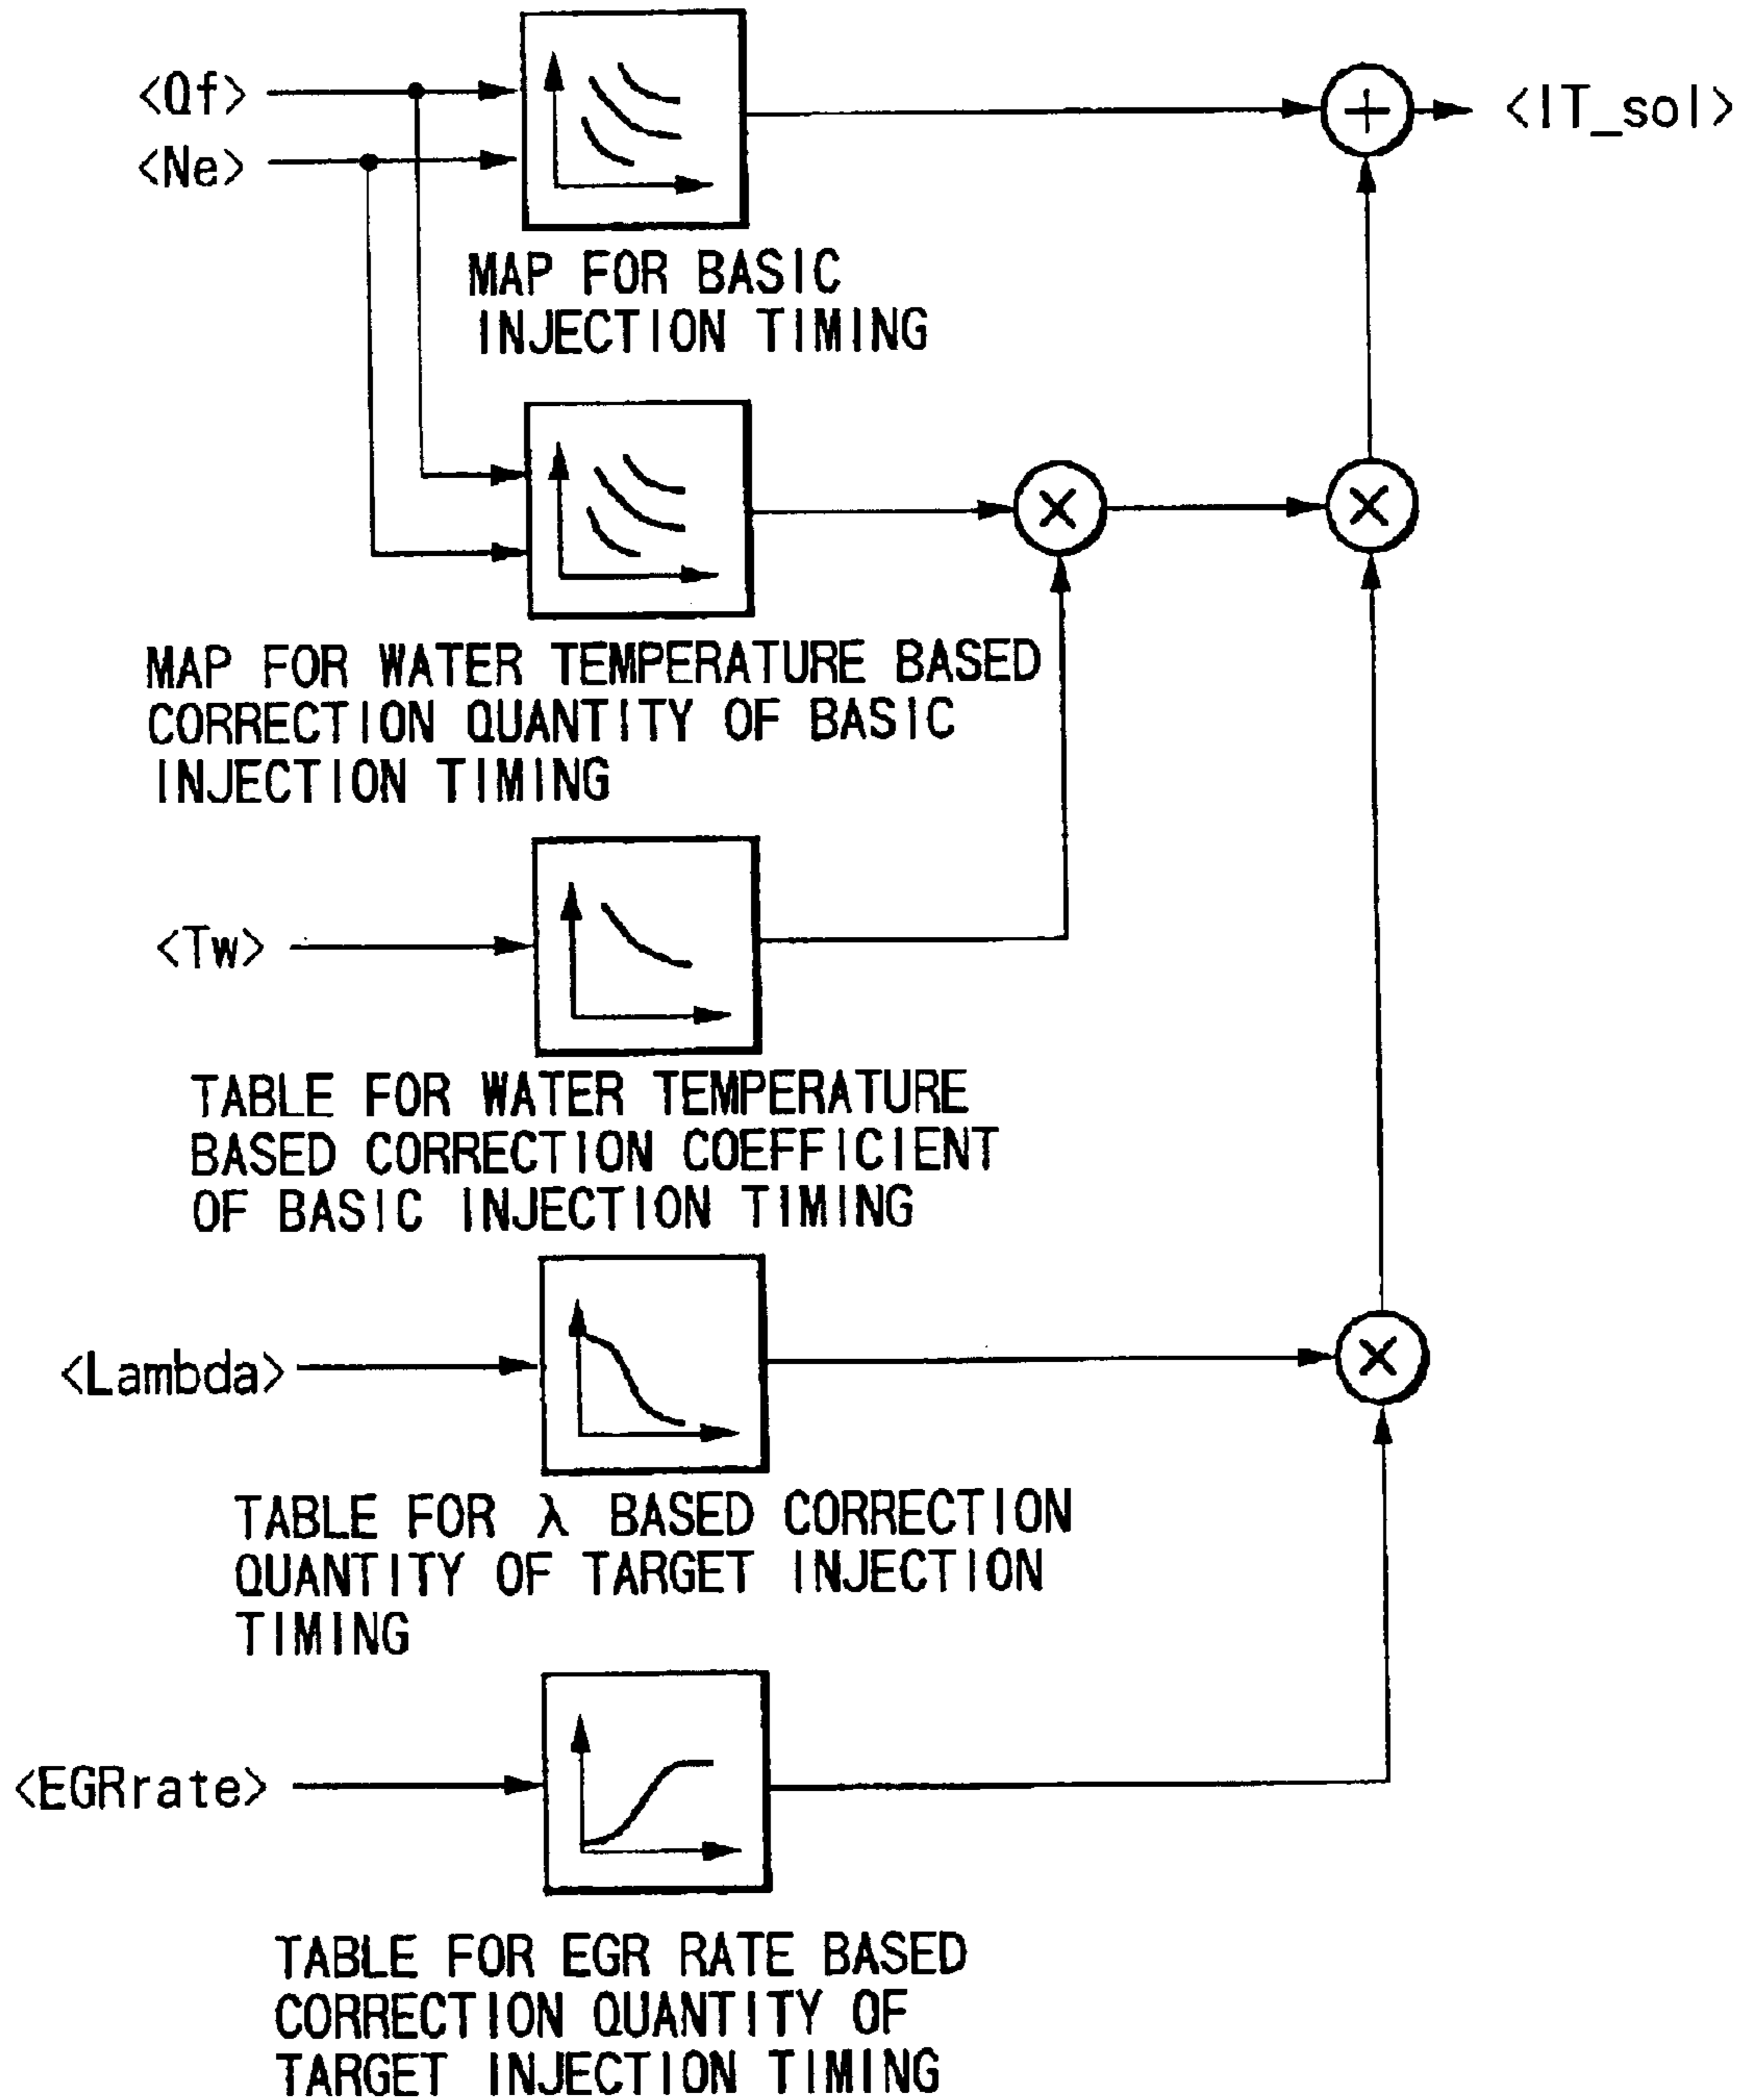 <Qf>
<Ne>
<IT_sol>
+
MAP FOR BASIC
INJECTION TIMING
×
×
MAP FOR WATER TEMPERATURE BASED
CORRECTION QUANTITY OF BASIC
INJECTION TIMING
<Tw>
TABLE FOR WATER TEMPERATURE
BASED CORRECTION COEFFICIENT
OF BASIC INJECTION TIMING
<Lambda>
×
TABLE FOR λ BASED CORRECTION
QUANTITY OF TARGET INJECTION
TIMING
<EGRrate>
TABLE FOR EGR RATE BASED
CORRECTION QUANTITY OF
TARGET INJECTION TIMING